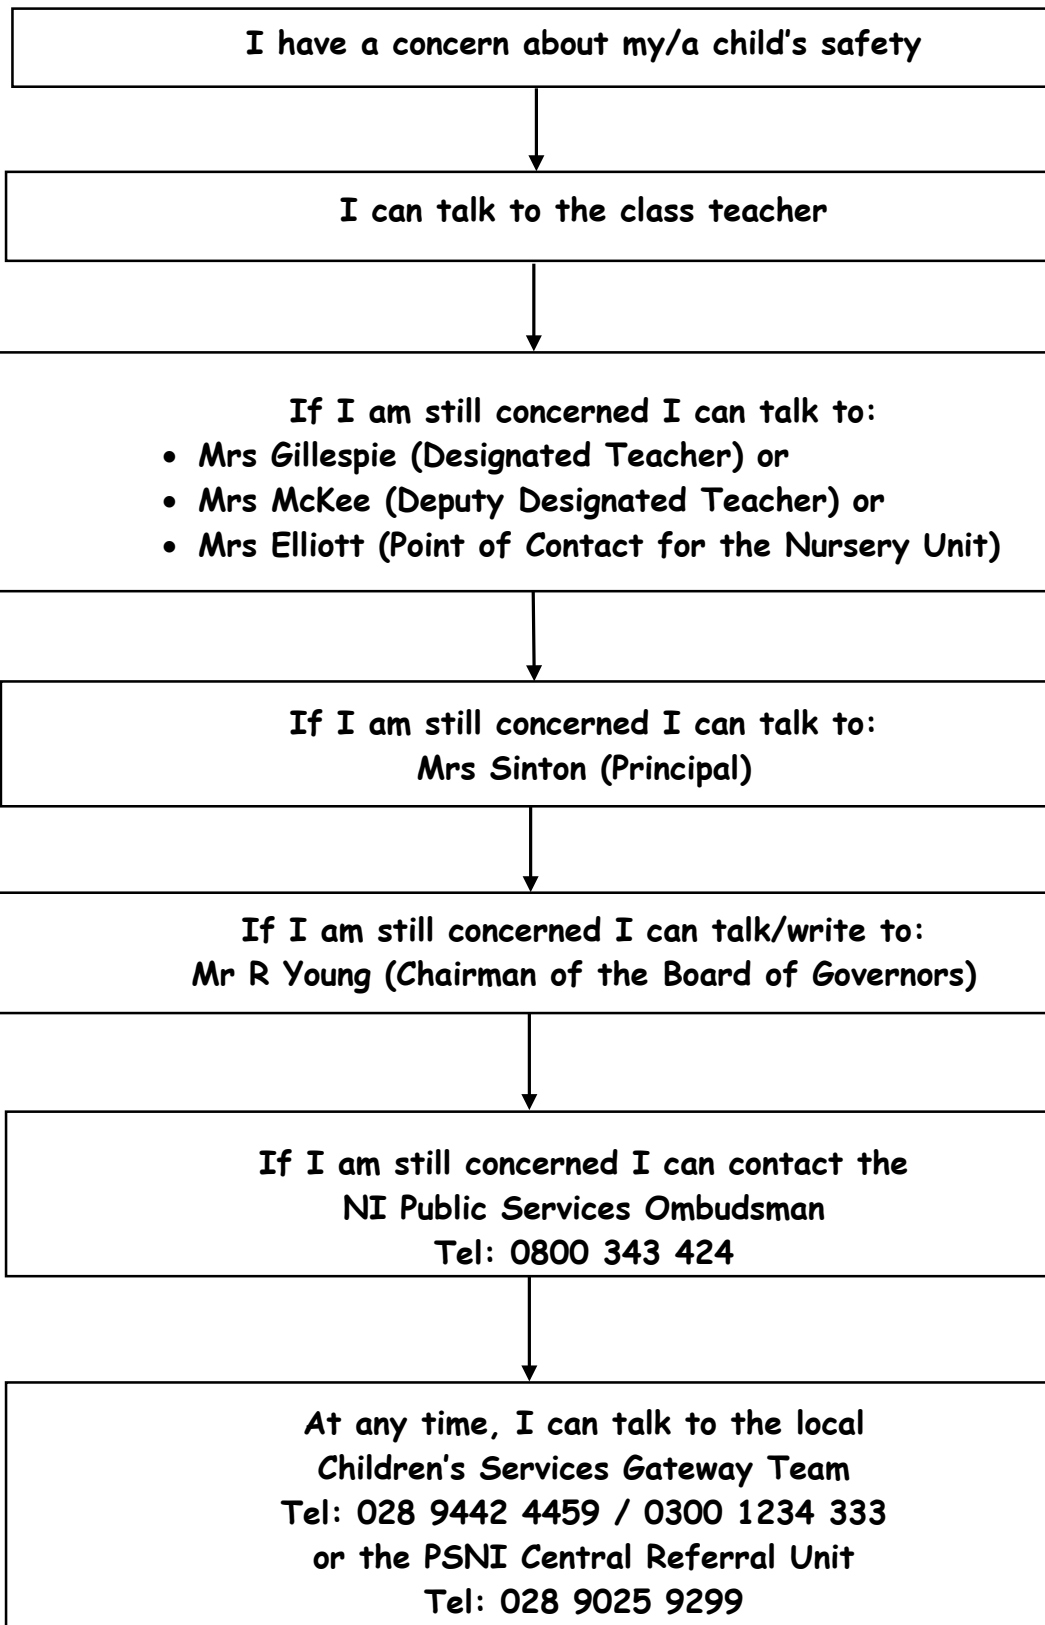 I have a concern about my/a child's safety
I can talk to the class teacher
If I am still concerned I can talk to:
• Mrs Gillespie (Designated Teacher) or
• Mrs McKee (Deputy Designated Teacher) or
• Mrs Elliott (Point of Contact for the Nursery Unit)
If I am still concerned I can talk to:
Mrs Sinton (Principal)
If I am still concerned I can talk/write to:
Mr R Young (Chairman of the Board of Governors)
If I am still concerned I can contact the
NI Public Services Ombudsman
Tel: 0800 343 424
At any time, I can talk to the local
Children's Services Gateway Team
Tel: 028 9442 4459 / 0300 1234 333
or the PSNI Central Referral Unit
Tel: 028 9025 9299